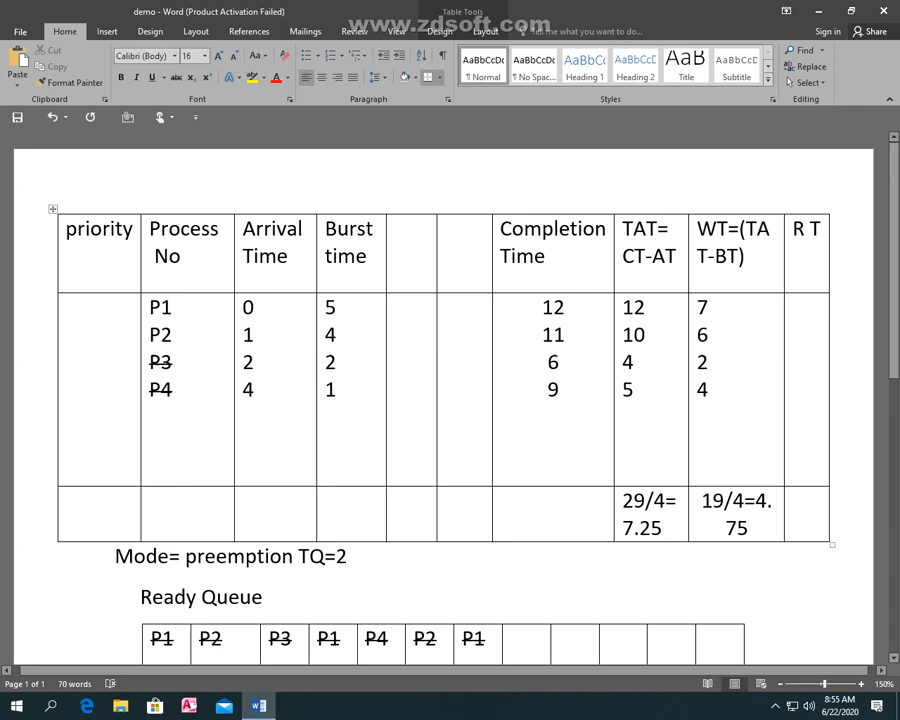 demo - Word (Product Activation Failed)
Table Tools
www.zdsoft.com
File Home Insert Design Layout References Mailings Review View Design Layout Tell me what you want to do... Sign in Share
Paste
Cut
Copy
Format Painter
Clipboard
Calibri (Body) 16
Font
Paragraph
AaBbCcDc AaBbCcDc AaBbCc AaBbCcD AaB AaBbCcD
¶ Normal ¶ No Spac... Heading 1 Heading 2 Title Subtitle
Styles
Find
Replace
Select
Editing
priority Process No Arrival Time Burst time Completion Time TAT= CT-AT WT=(TAT-BT) R T
P1 0 5 12 12 7
P2 1 4 11 10 6
P3 2 2 6 4 2
P4 4 1 9 5 4
29/4= 19/4=4.
7.25 75
Mode= preemption TQ=2
Ready Queue
P1 P2 P3 P1 P4 P2 P1
Page 1 of 1 70 words 150%
8:55 AM
6/22/2020